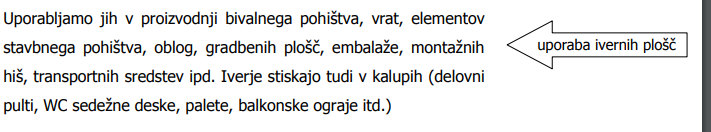 Uporabljamo jih v proizvodnji bivalnega pohištva, vrat, elementov
stavbnega pohištva, oblog, gradbenih plošč, embalaže, montažnih
hiš, transportnih sredstev ipd. Iverje stiskajo tudi v kalupih (delovni
pulti, WC sedežne deske, palete, balkonske ograje itd.)
uporaba ivernih plošč